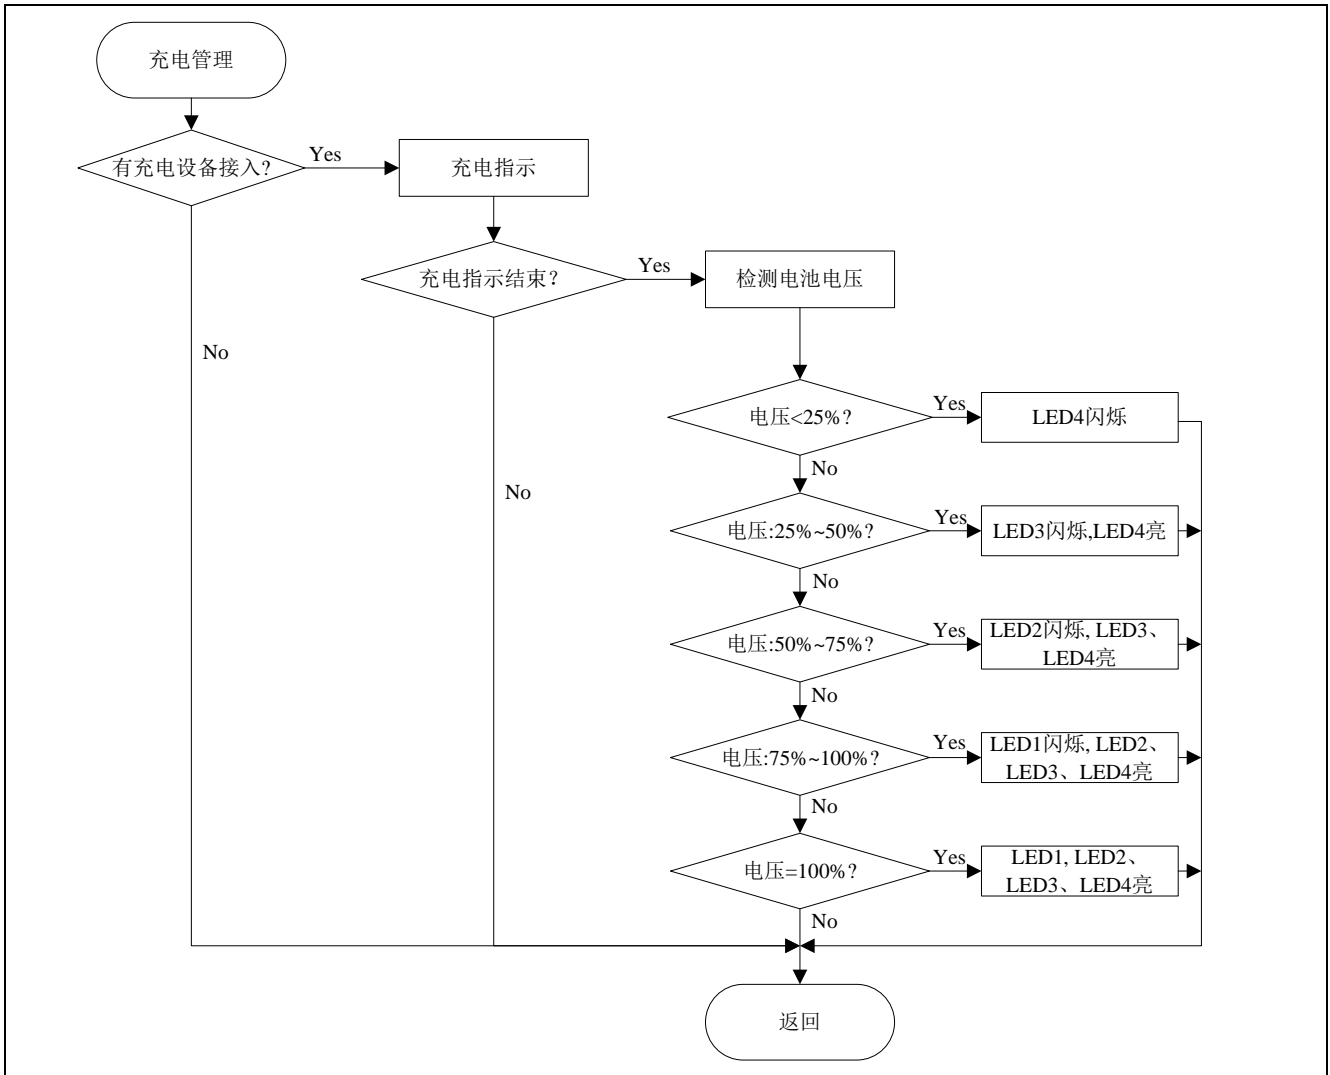 充电管理
有充电设备接入?
Yes
充电指示
充电指示结束?
Yes
检测电池电压
No
No
电压<25%?
Yes
LED4闪烁
No
电压:25%~50%?
Yes
LED3闪烁,LED4亮
No
电压:50%~75%?
Yes
LED2闪烁, LED3、
LED4亮
No
电压:75%~100%?
Yes
LED1闪烁, LED2、
LED3、LED4亮
No
电压=100%?
Yes
LED1, LED2、
LED3、LED4亮
No
返回